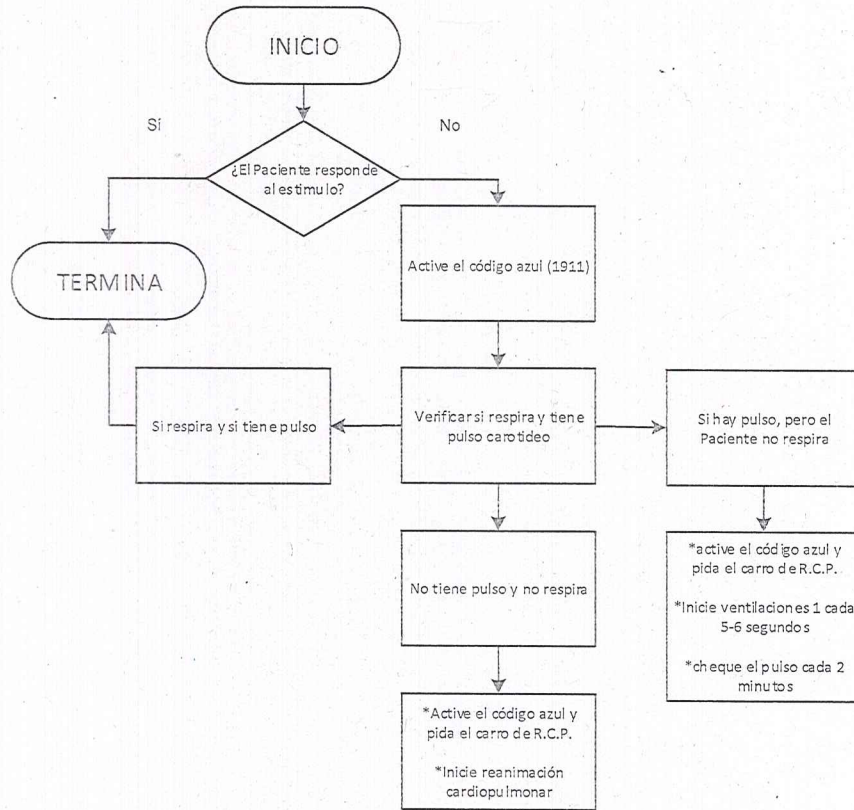 INICIO
Sí
No
¿El Paciente responde
al estimulo?
Active el código azul (1911)
TERMINA
Si respira y si tiene pulso
Verificar si respira y tiene
pulso carotideo
Si hay pulso, pero el
Paciente no respira
No tiene pulso y no respira
*active el código azul y
pida el carro de R.C.P.
*Inicie ventilaciones 1 cada
5-6 segundos
*cheque el pulso cada 2
minutos
*Active el código azul y
pida el carro de R.C.P.
*Inicie reanimación
cardiopulmonar